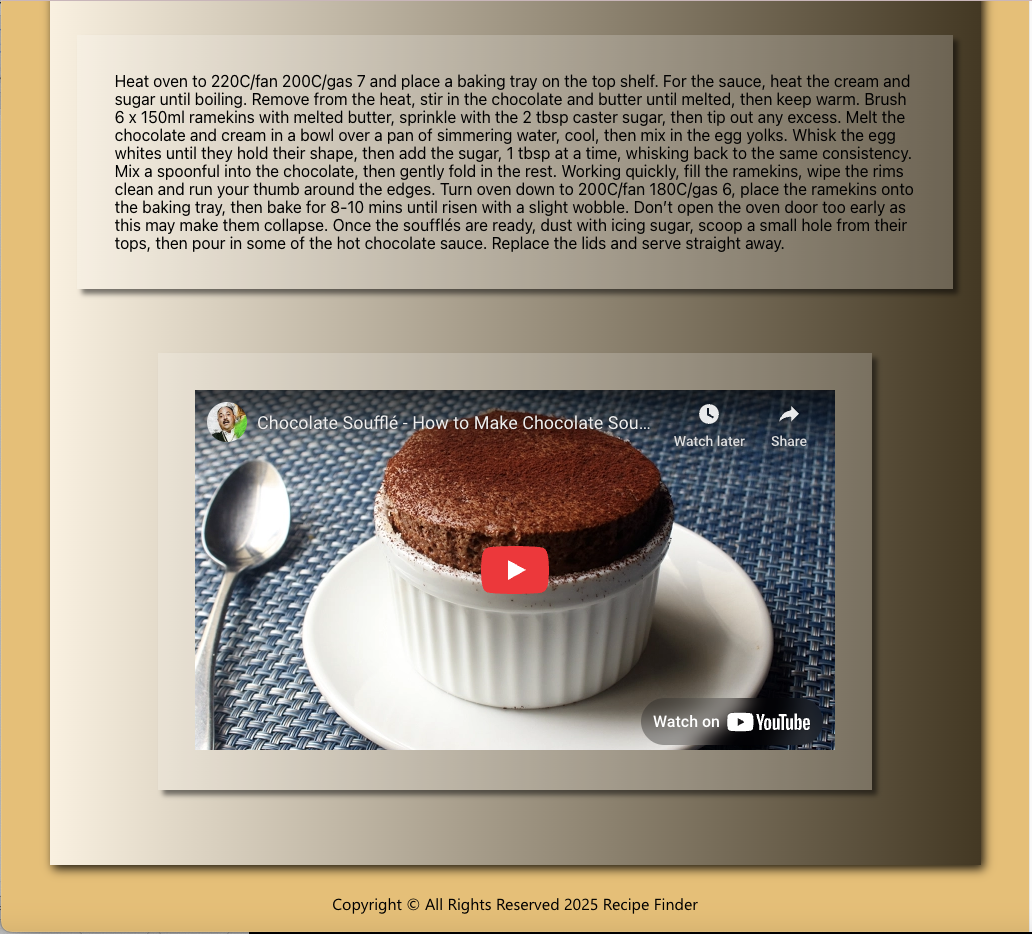 Heat oven to 220C/fan 200C/gas 7 and place a baking tray on the top shelf. For the sauce, heat the cream and
sugar until boiling. Remove from the heat, stir in the chocolate and butter until melted, then keep warm. Brush
6 x 150ml ramekins with melted butter, sprinkle with the 2 tbsp caster sugar, then tip out any excess. Melt the
chocolate and cream in a bowl over a pan of simmering water, cool, then mix in the egg yolks. Whisk the egg
whites until they hold their shape, then add the sugar, 1 tbsp at a time, whisking back to the same consistency.
Mix a spoonful into the chocolate, then gently fold in the rest. Working quickly, fill the ramekins, wipe the rims
clean and run your thumb around the edges. Turn oven down to 200C/fan 180C/gas 6, place the ramekins onto
the baking tray, then bake for 8-10 mins until risen with a slight wobble. Don’t open the oven door too early as
this may make them collapse. Once the soufflés are ready, dust with icing sugar, scoop a small hole from their
tops, then pour in some of the hot chocolate sauce. Replace the lids and serve straight away.
Chocolate Soufflé - How to Make Chocolate Sou...
Watch later
Share
Watch on YouTube
Copyright © All Rights Reserved 2025 Recipe Finder